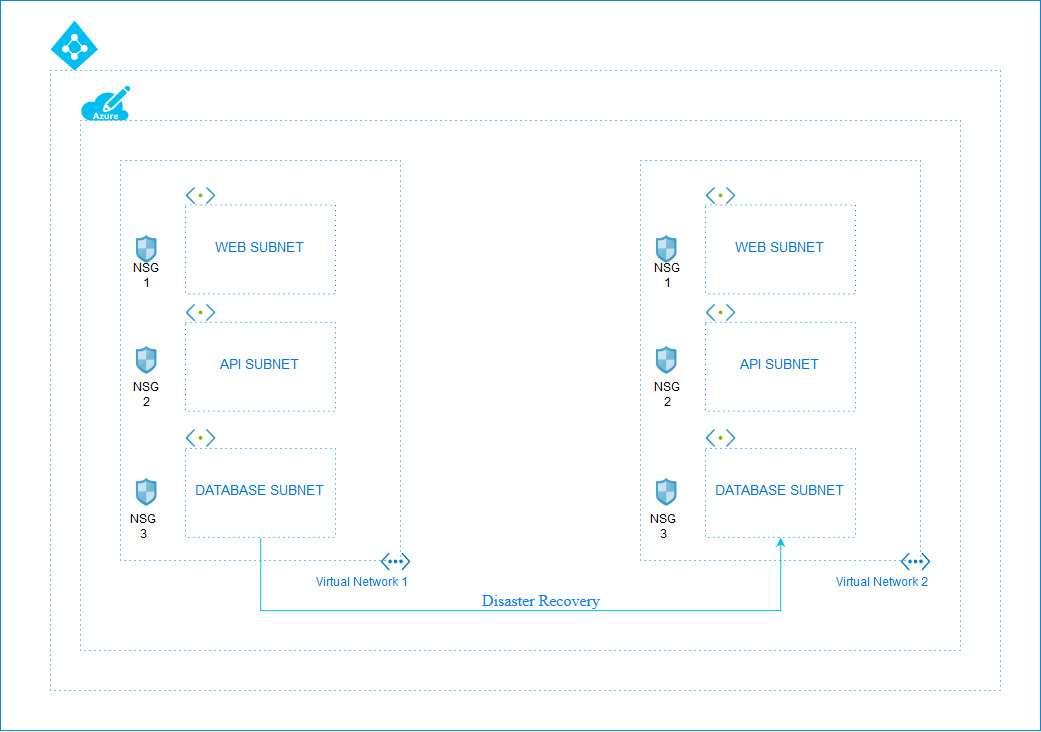 Azure
WEB SUBNET
NSG
1
API SUBNET
NSG
2
DATABASE SUBNET
NSG
3
Virtual Network 1
WEB SUBNET
NSG
1
API SUBNET
NSG
2
DATABASE SUBNET
NSG
3
Virtual Network 2
Disaster Recovery